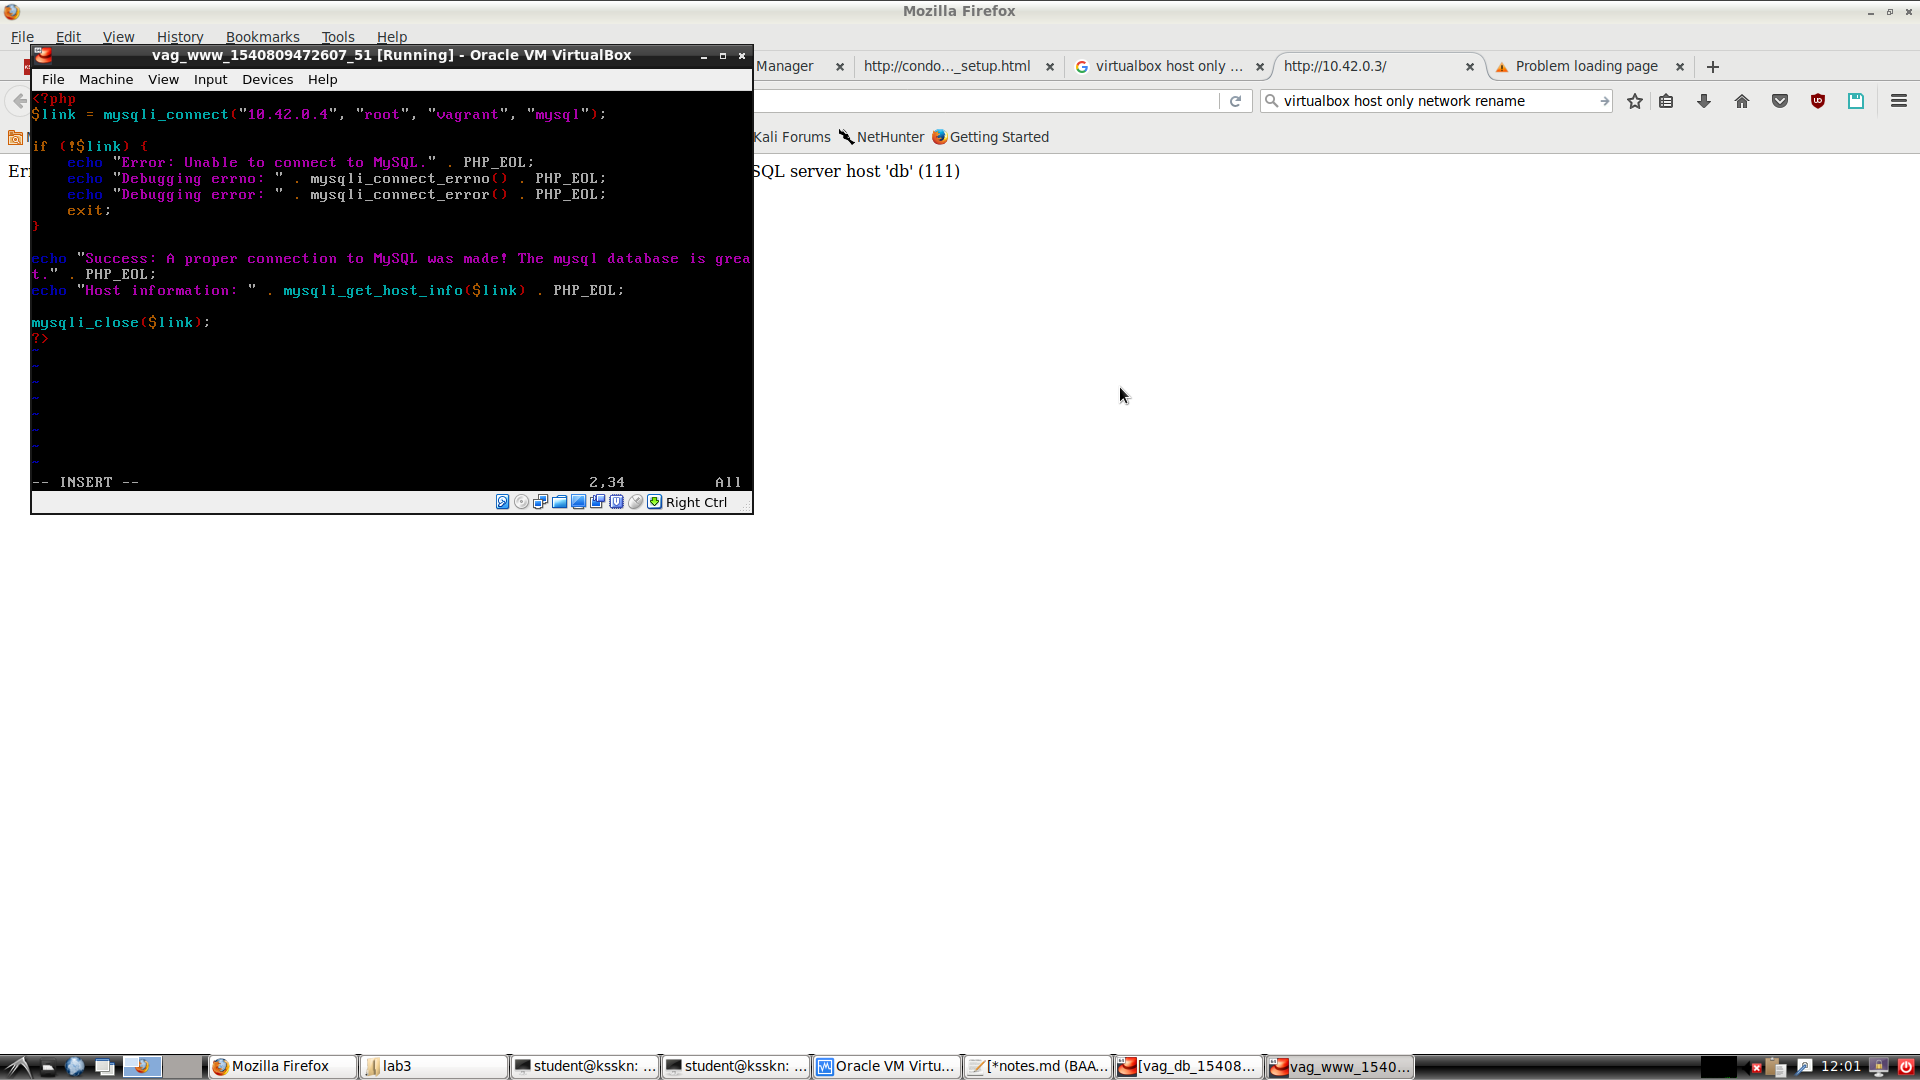 Mozilla Firefox
File Edit View History Bookmarks Tools Help
vag_www_1540809472607_51 [Running] - Oracle VM VirtualBox
Manager
http://condo..._setup.html
virtualbox host only ...
http://10.42.0.3/
Problem loading page
File Machine View Input Devices Help
virtualbox host only network rename
Kali Forums NetHunter Getting Started
Err
SQL server host 'db' (111)
<?php
$link = mysqli_connect("10.42.0.4", "root", "vagrant", "mysql");
if (!$link) {
echo "Error: Unable to connect to MySQL." . PHP_EOL;
echo "Debugging errno: " . mysqli_connect_errno() . PHP_EOL;
echo "Debugging error: " . mysqli_connect_error() . PHP_EOL;
exit;
}
echo "Success: A proper connection to MySQL was made! The mysql database is grea
t." . PHP_EOL;
echo "Host information: " . mysqli_get_host_info($link) . PHP_EOL;
mysqli_close($link);
?>
~
~
~
~
~
~
~
~
-- INSERT -- 2,34 All
Right Ctrl
Mozilla Firefox
lab3
student@ksskn: ...
student@ksskn: ...
Oracle VM Virtu...
[*notes.md (BAA...
[vag_db_15408...
vag_www_1540...
12:01